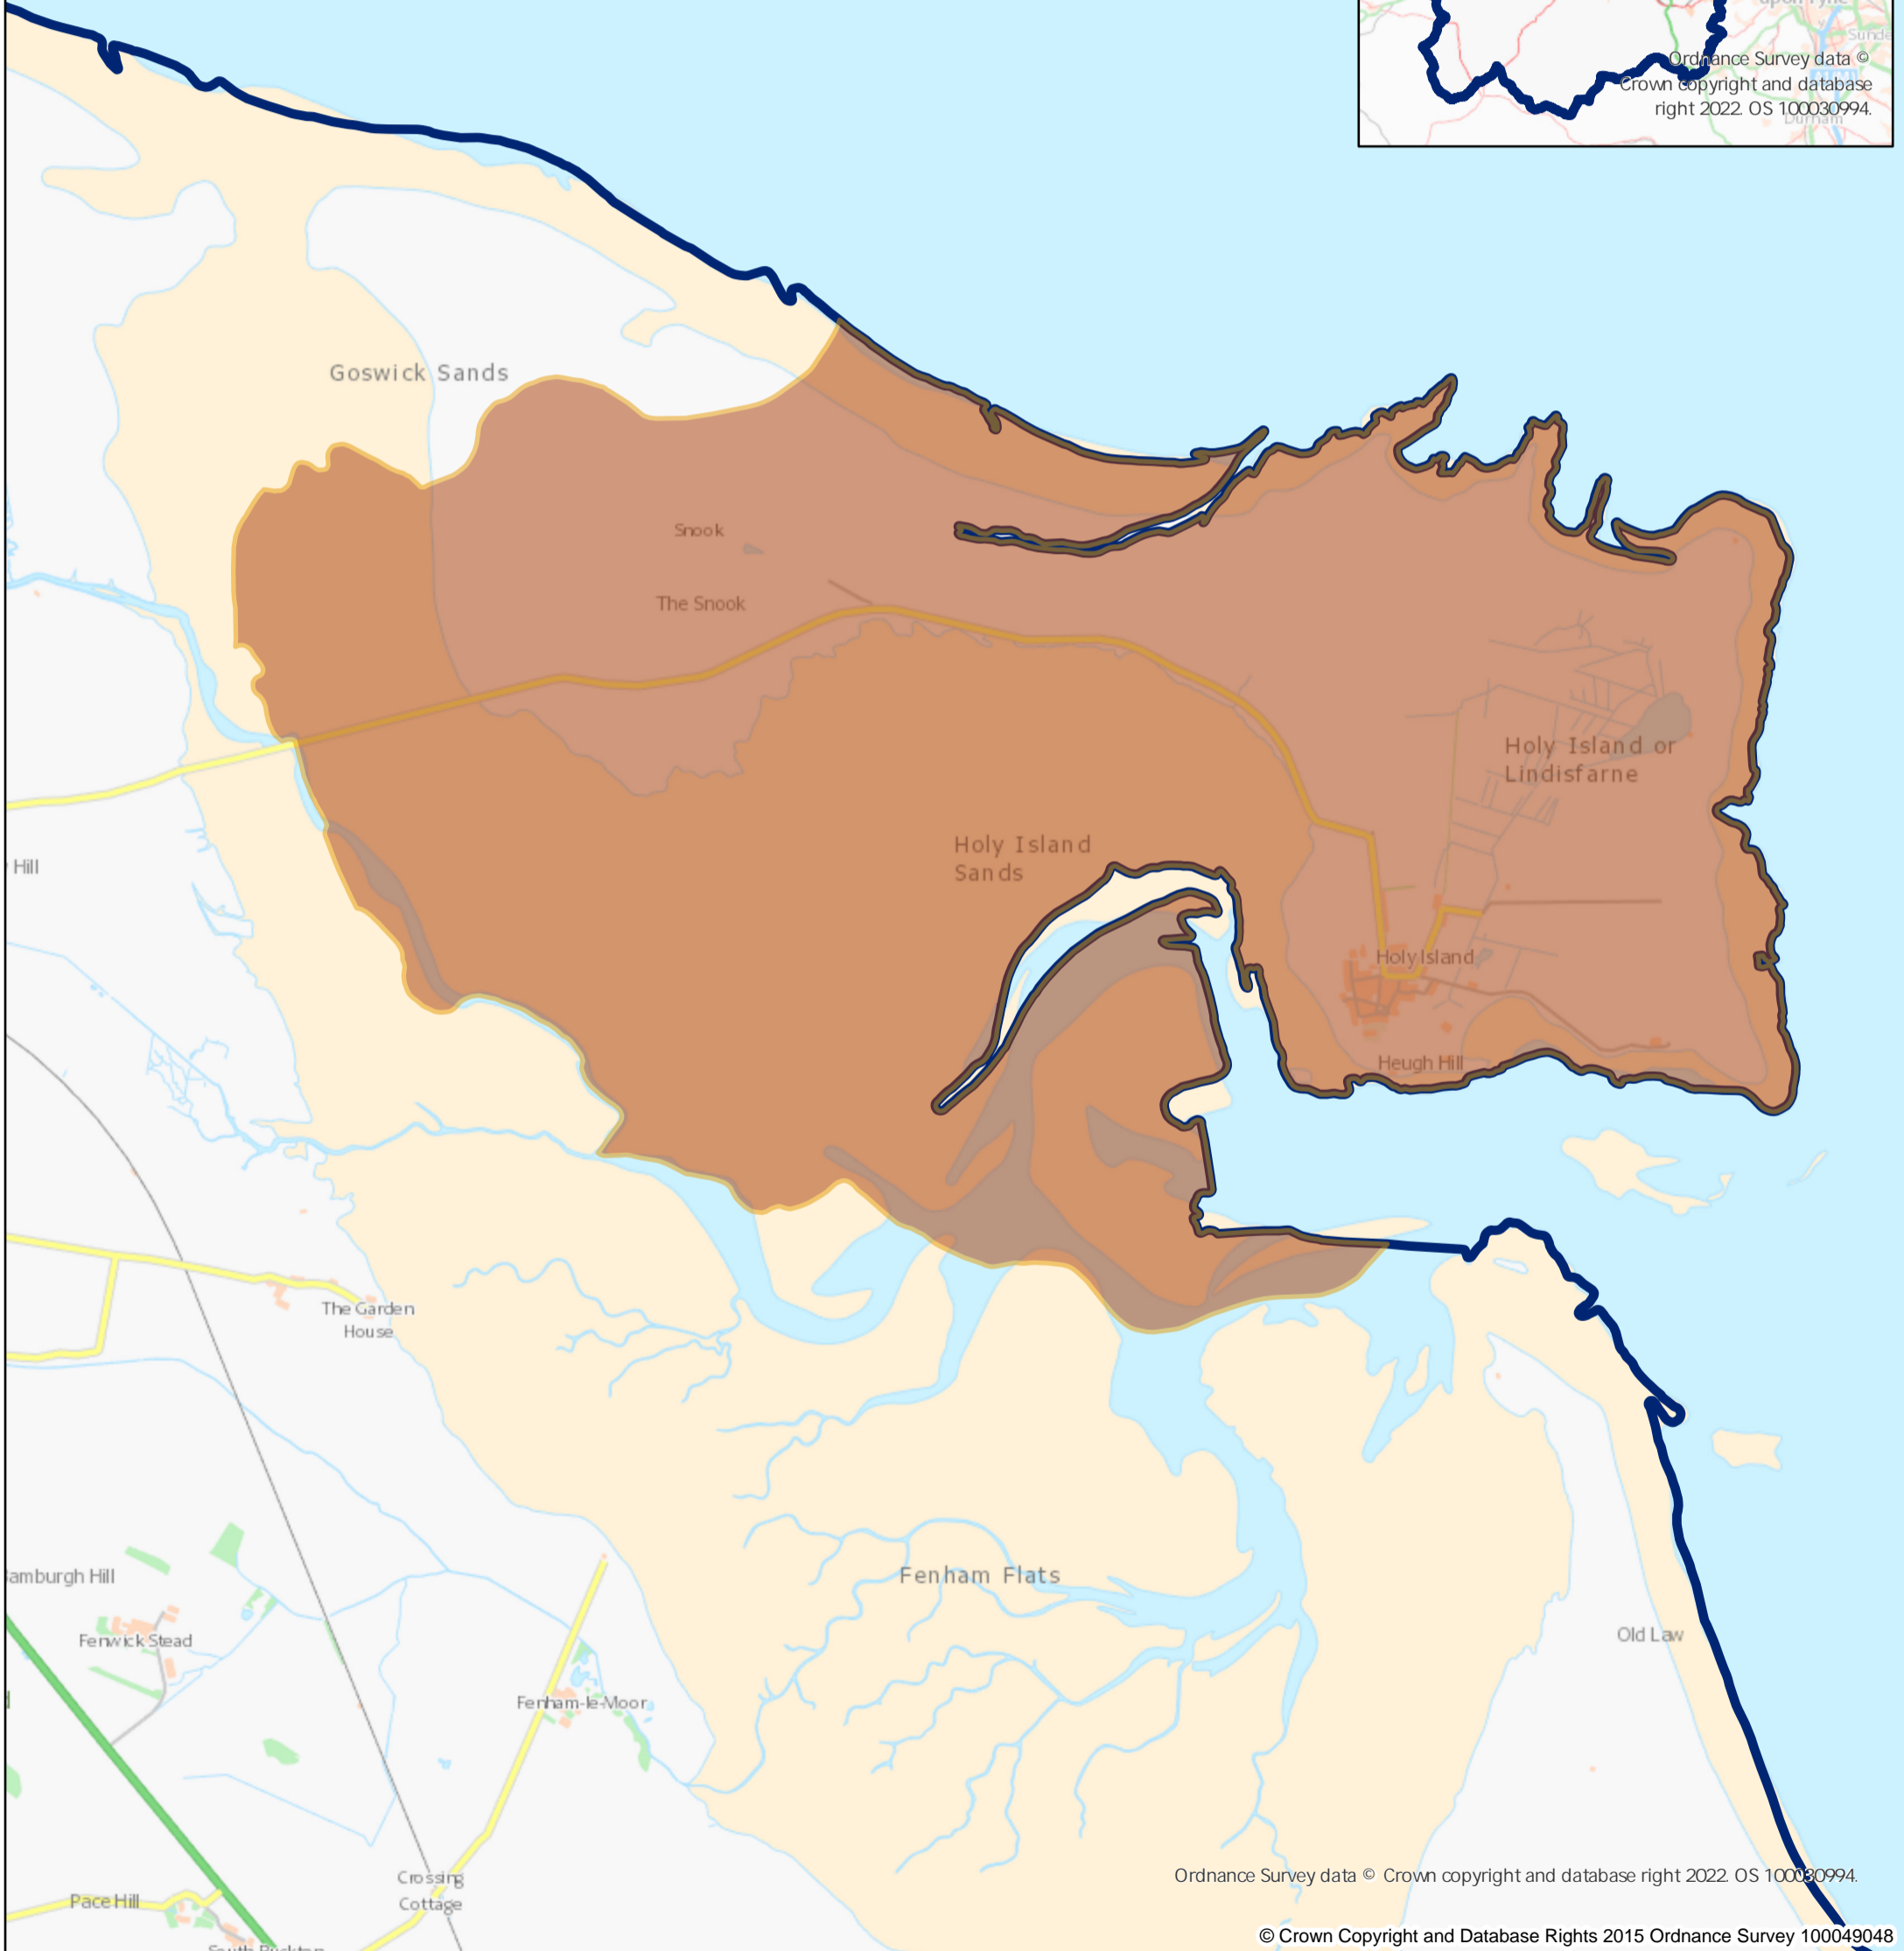 upon Tyne
Ordnance Survey data ©
Crown copyright and database
right 2022. OS 100030994.
Durham
Goswick Sands
Snook
The Snook
Holy Island or
Lindisfarne
Holy Island
Sands
Hill
Holy Island
Heugh Hill
The Garden
House
Fenham Flats
amburgh Hill
Fenwick Stead
Old Law
Fenham-le-Moor
Crossing
Cottage
Pace Hill
Ordnance Survey data © Crown copyright and database right 2022. OS 100030994.
© Crown Copyright and Database Rights 2015 Ordnance Survey 100049048